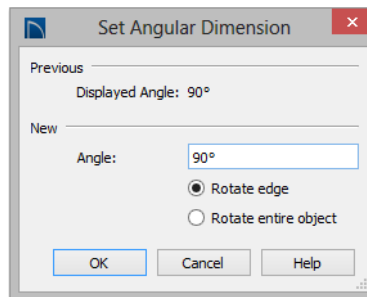 Set Angular Dimension
Previous
Displayed Angle: 90°
New
Angle: 90°
Rotate edge
Rotate entire object
OK Cancel Help